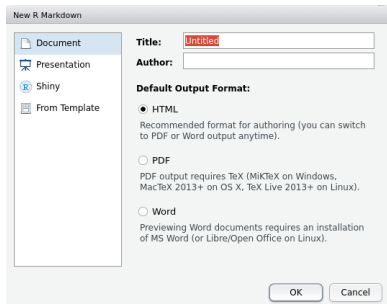 New R Markdown
Document
Presentation
Shiny
From Template
Title: Untitled
Author:
Default Output Format:
HTML
Recommended format for authoring (you can switch
to PDF or Word output anytime).
PDF
PDF output requires TeX (MiKTeX on Windows,
MacTeX 2013+ on OS X, TeX Live 2013+ on Linux).
Word
Previewing Word documents requires an installation
of MS Word (or Libre/Open Office on Linux).
OK Cancel